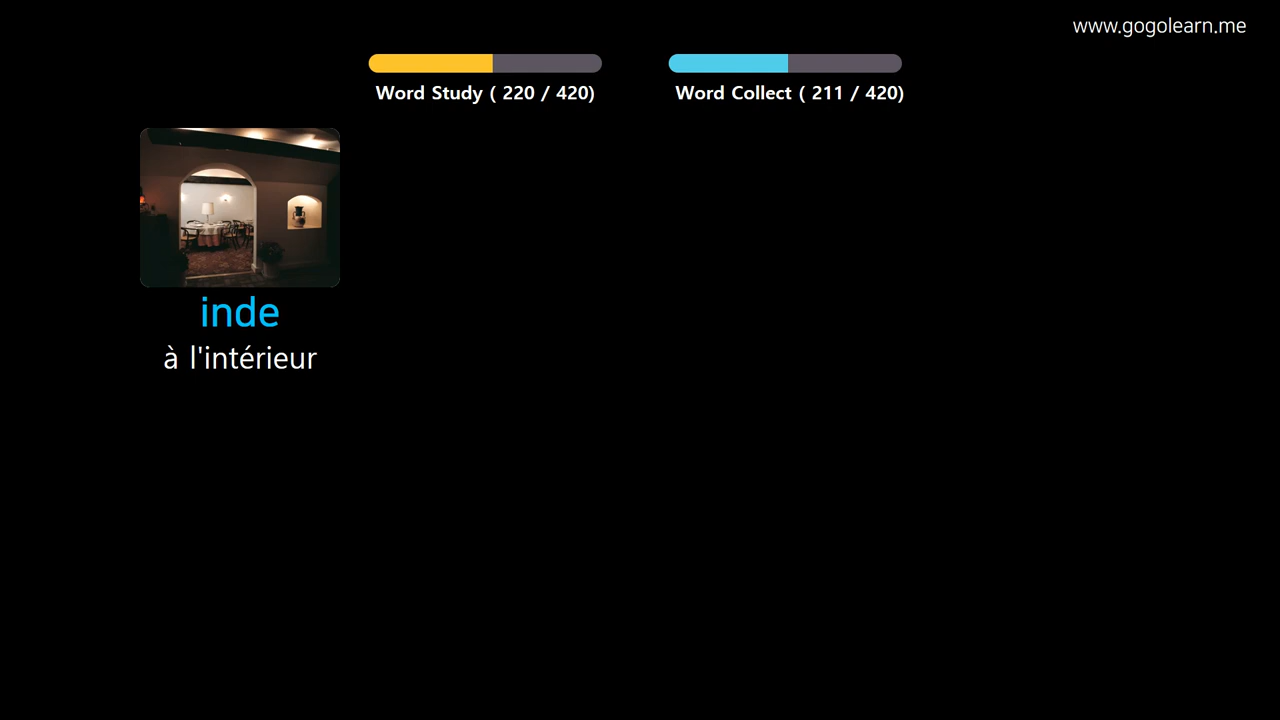 www.gogolearn.me
Word Study ( 220 / 420)
Word Collect ( 211 / 420)
inde
à l'intérieur